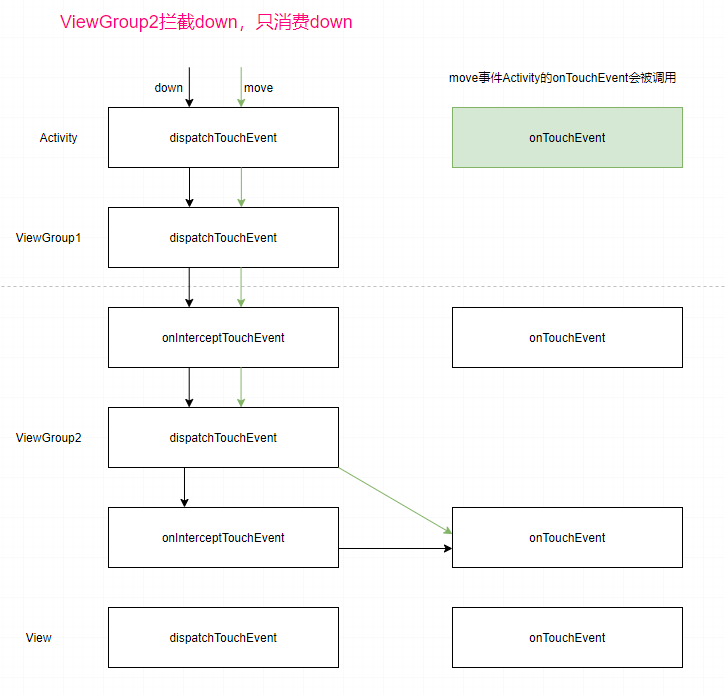 ViewGroup2拦截down，只消费down
move事件Activity的onTouchEvent会被调用
down
move
Activity
dispatchTouchEvent
onTouchEvent
ViewGroup1
dispatchTouchEvent
onInterceptTouchEvent
onTouchEvent
ViewGroup2
dispatchTouchEvent
onInterceptTouchEvent
onTouchEvent
View
dispatchTouchEvent
onTouchEvent